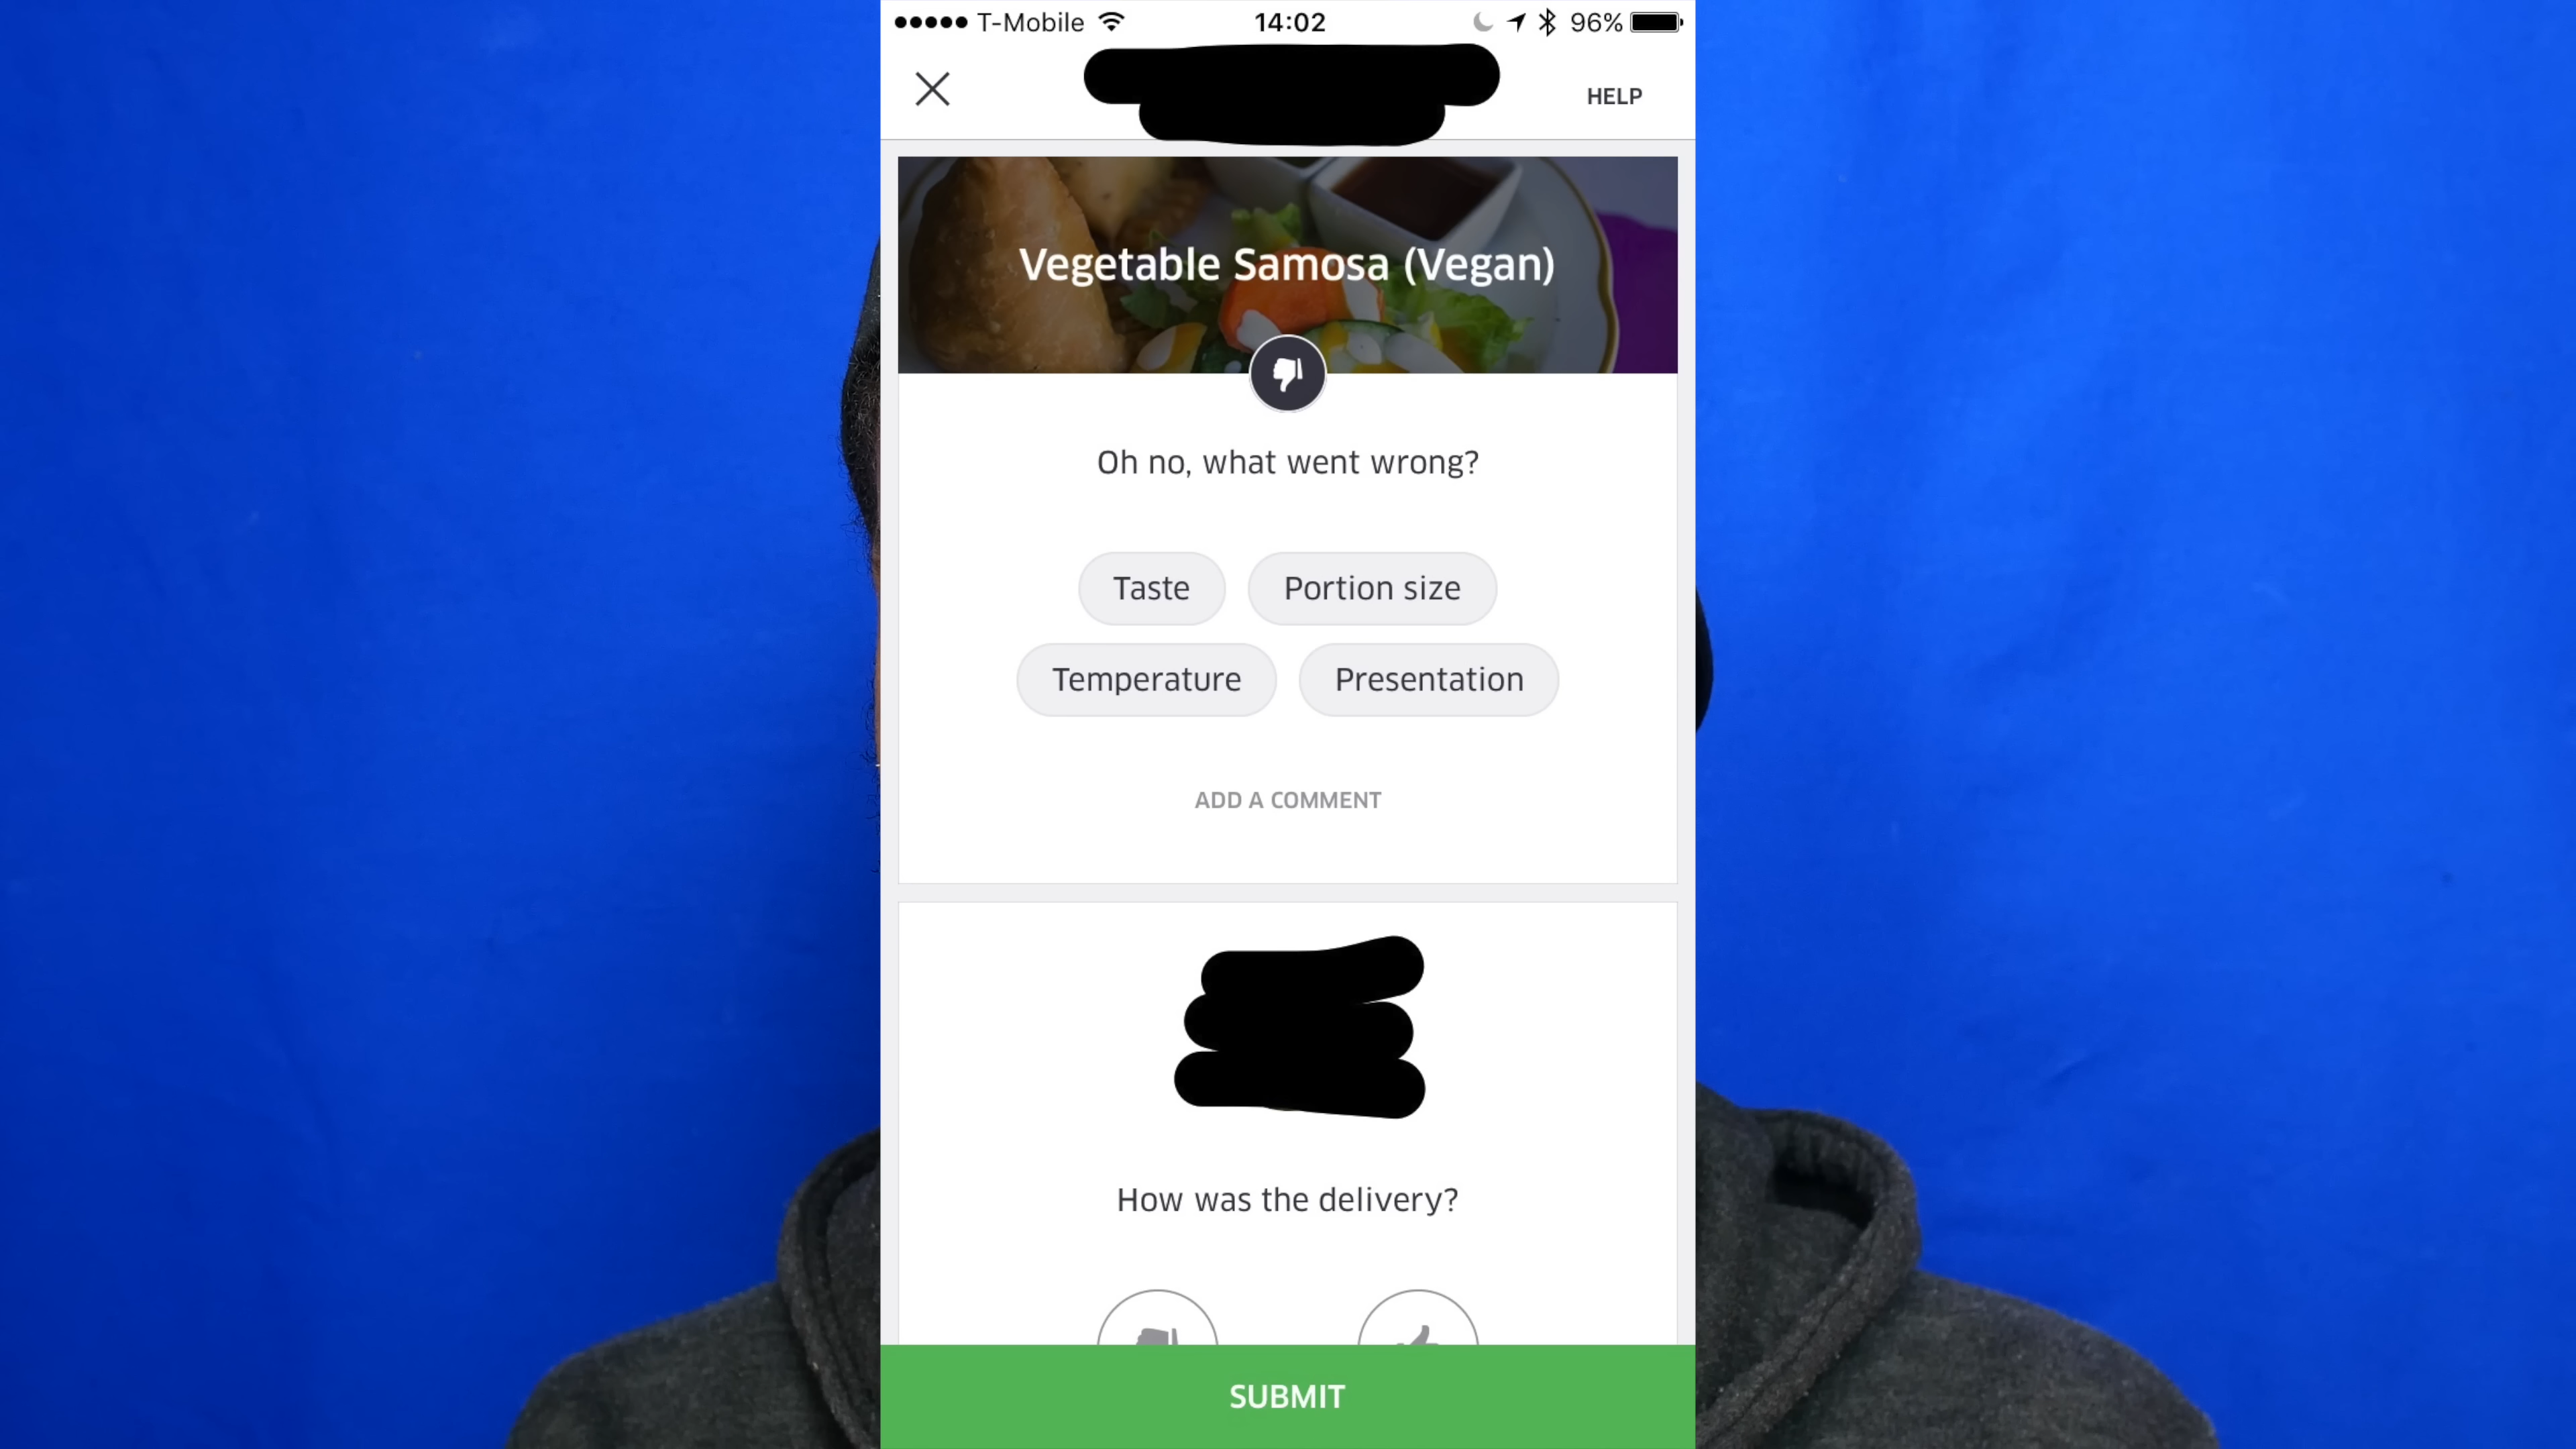 T-Mobile 14:02 96%
HELP
Vegetable Samosa (Vegan)
Oh no, what went wrong?
Taste Portion size
Temperature Presentation
ADD A COMMENT
How was the delivery?
SUBMIT